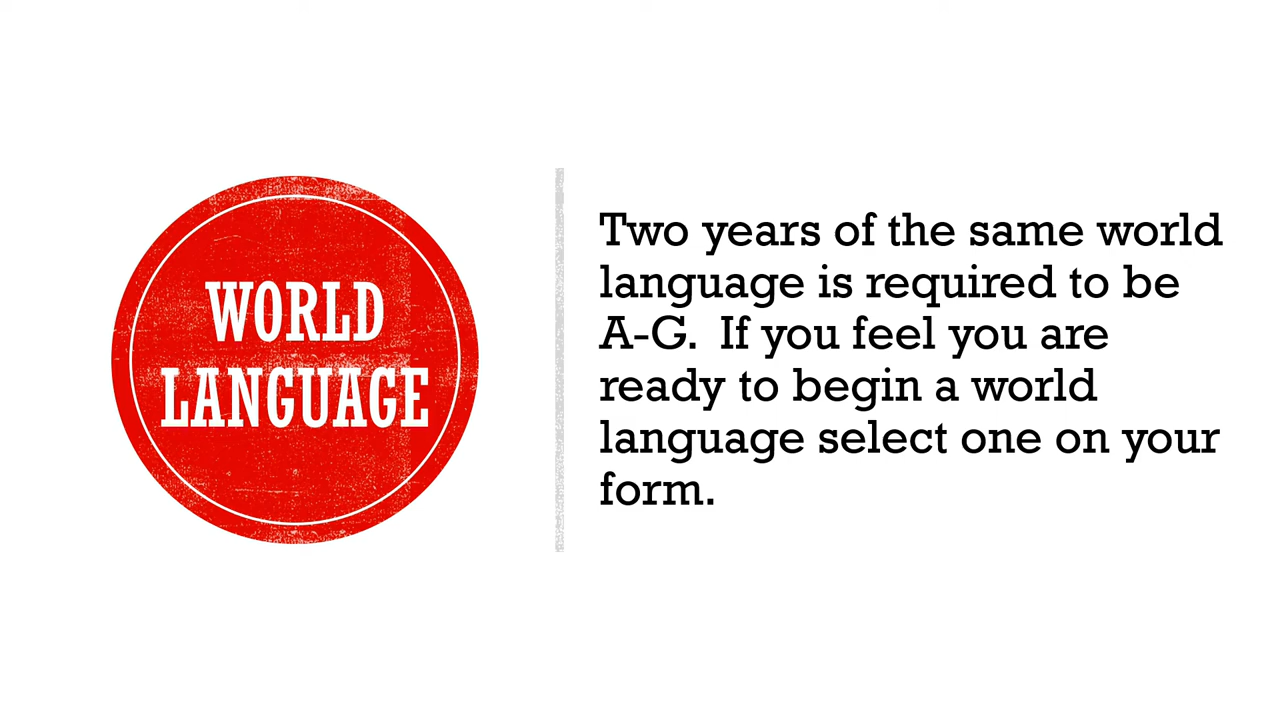 WORLD
LANGUAGE
Two years of the same world
language is required to be
A-G.  If you feel you are
ready to begin a world
language select one on your
form.